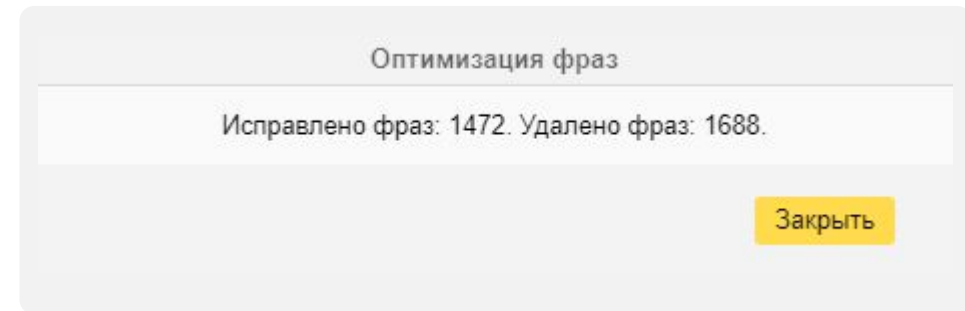 Оптимизация фраз
Исправлено фраз: 1472. Удалено фраз: 1688.
Закрыть